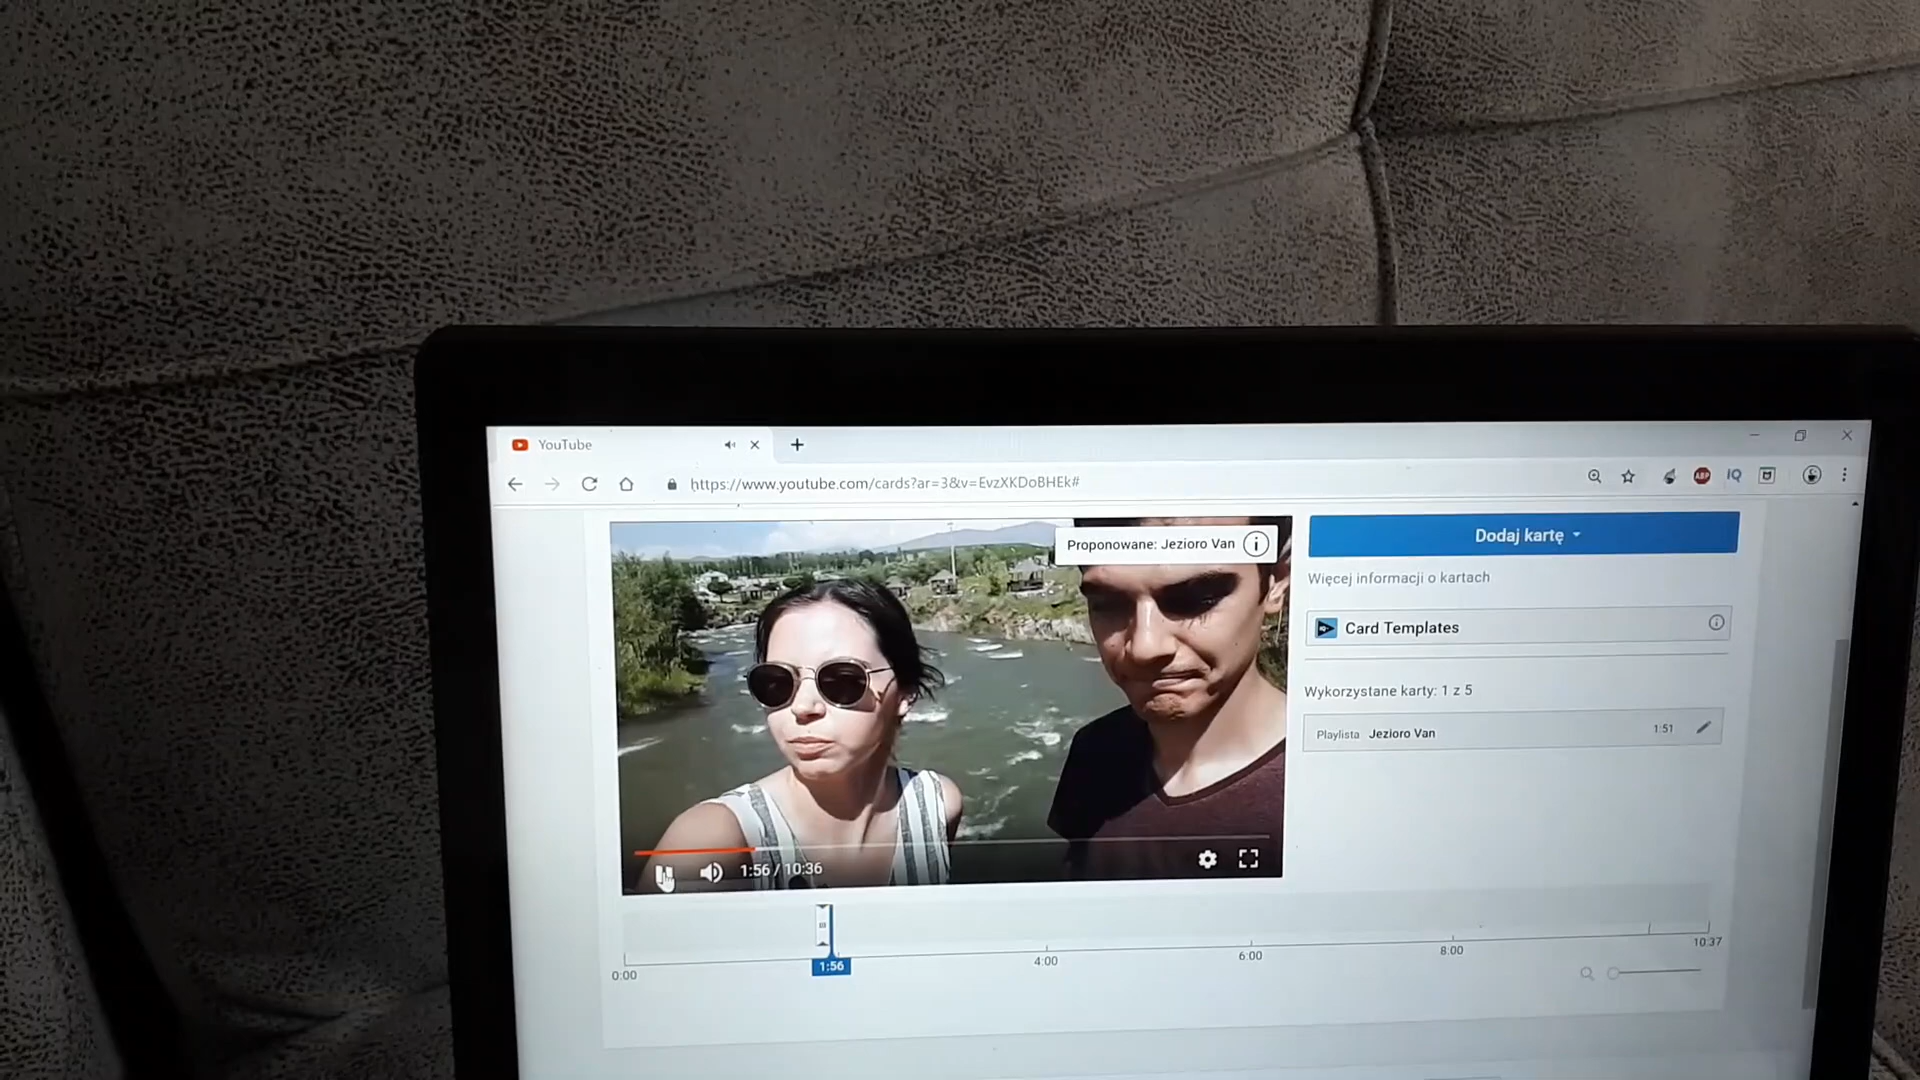 YouTube
https://www.youtube.com/cards?ar=3&v=EvzXKDoBHEk#
ABP
IQ
Proponowane: Jezioro Van
Dodaj kartę
Więcej informacji o kartach
Card Templates
Wykorzystane karty: 1 z 5
Playlista Jezioro Van 1:51
1:56 / 10:36
0:00 1:56 4:00 6:00 8:00 10:37